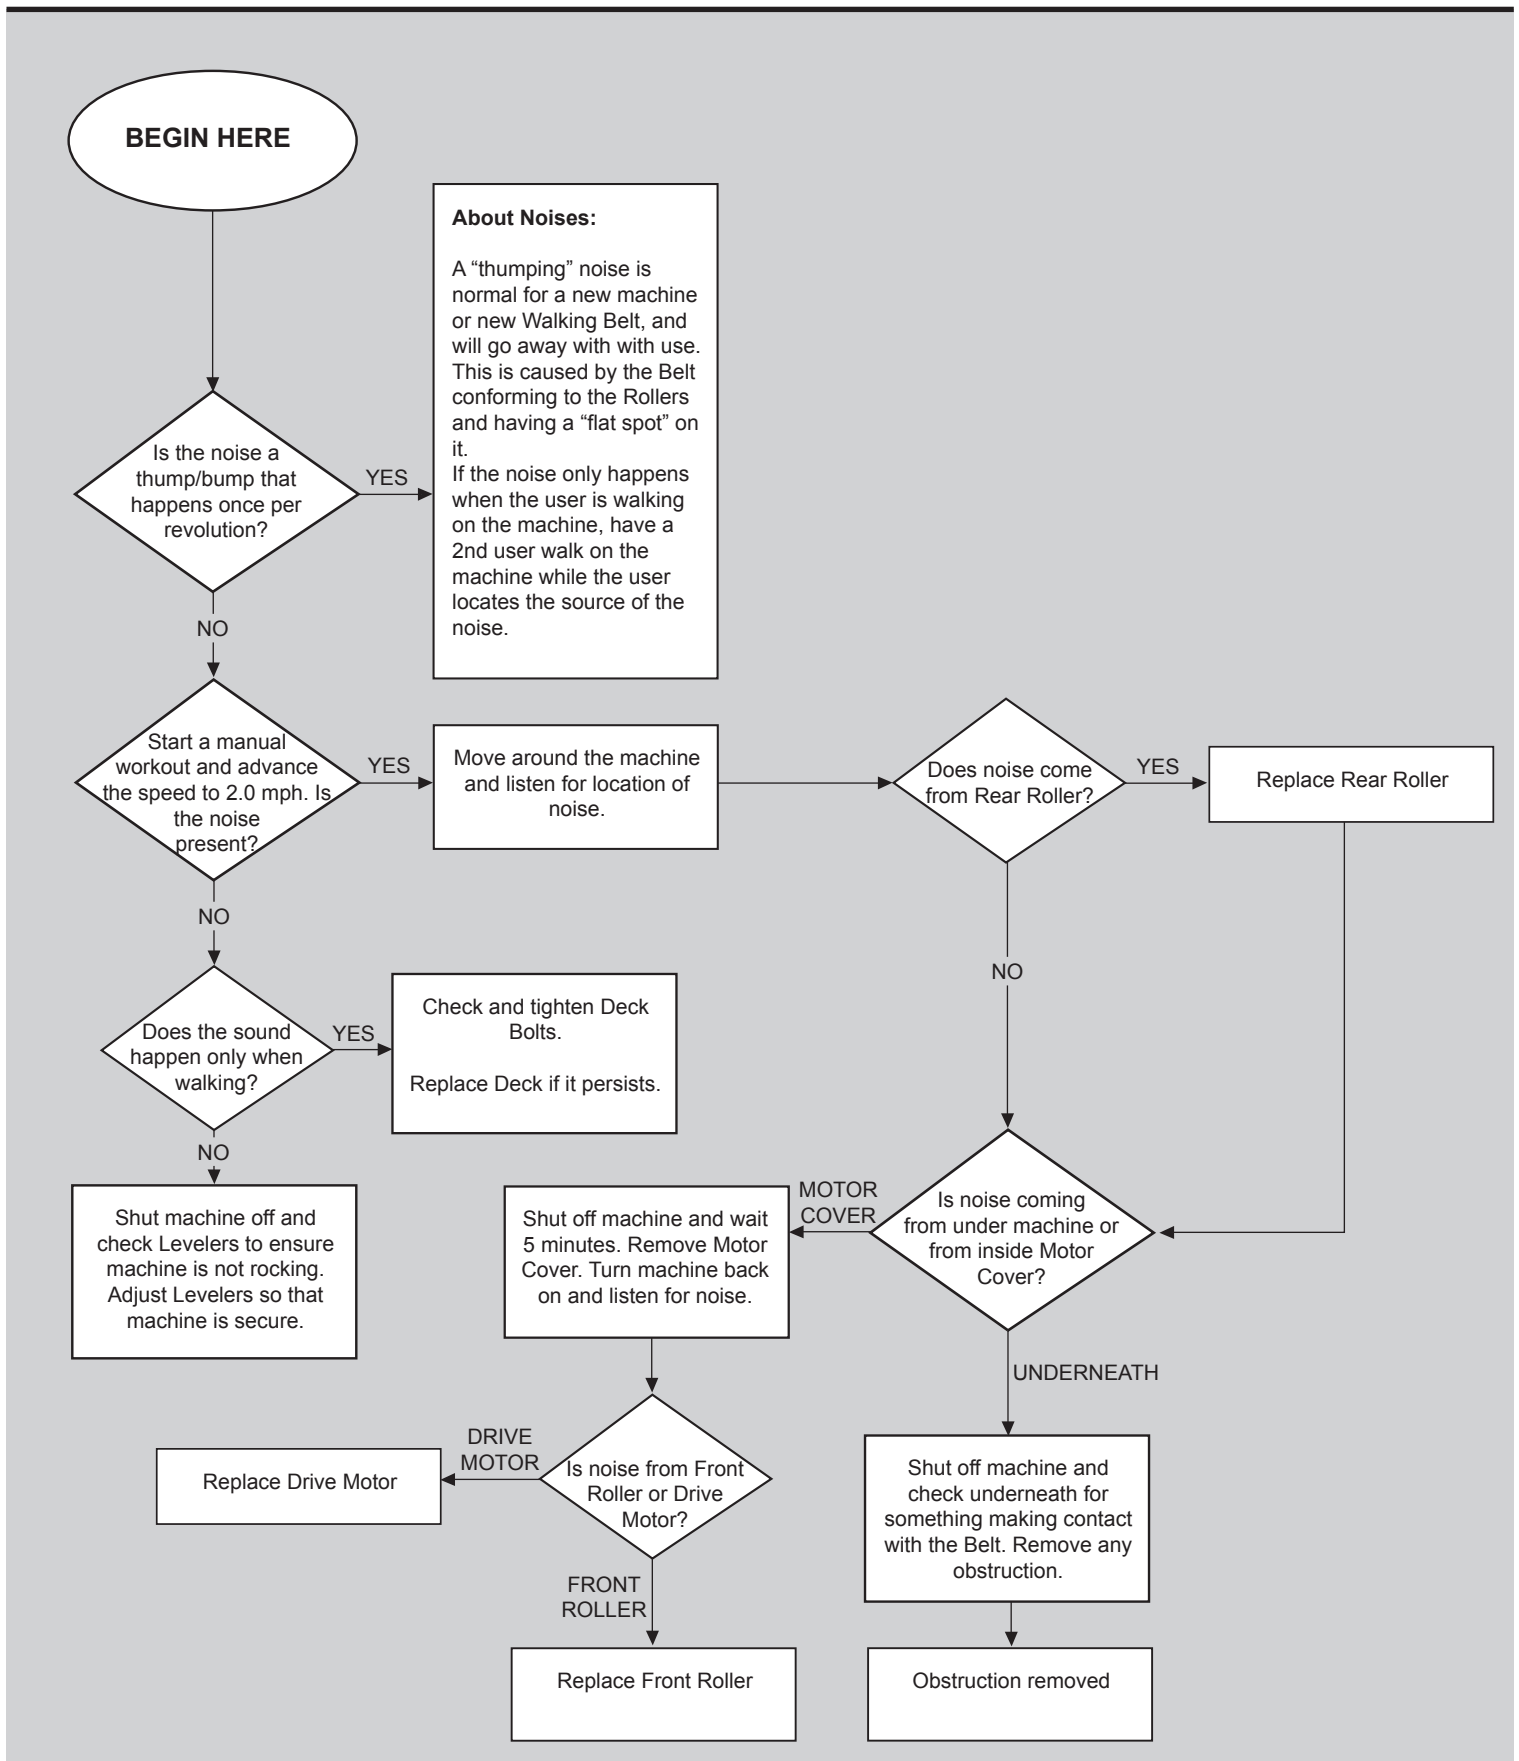 BEGIN HERE
About Noises:
A “thumping” noise is
normal for a new machine
or new Walking Belt, and
will go away with with use.
This is caused by the Belt
conforming to the Rollers
and having a “flat spot” on
it.
If the noise only happens
when the user is walking
on the machine, have a
2nd user walk on the
machine while the user
locates the source of the
noise.
Is the noise a
thump/bump that
happens once per
revolution?
YES
NO
Start a manual
workout and advance
the speed to 2.0 mph. Is
the noise
present?
YES
Move around the machine
and listen for location of
noise.
Does noise come
from Rear Roller?
YES
Replace Rear Roller
NO
NO
Does the sound
happen only when
walking?
YES
Check and tighten Deck
Bolts.
Replace Deck if it persists.
NO
Shut machine off and
check Levelers to ensure
machine is not rocking.
Adjust Levelers so that
machine is secure.
Is noise coming
from under machine or
from inside Motor
Cover?
MOTOR
COVER
Shut off machine and wait
5 minutes. Remove Motor
Cover. Turn machine back
on and listen for noise.
UNDERNEATH
Is noise from Front
Roller or Drive
Motor?
DRIVE
MOTOR
Replace Drive Motor
FRONT
ROLLER
Replace Front Roller
Shut off machine and
check underneath for
something making contact
with the Belt. Remove any
obstruction.
Obstruction removed